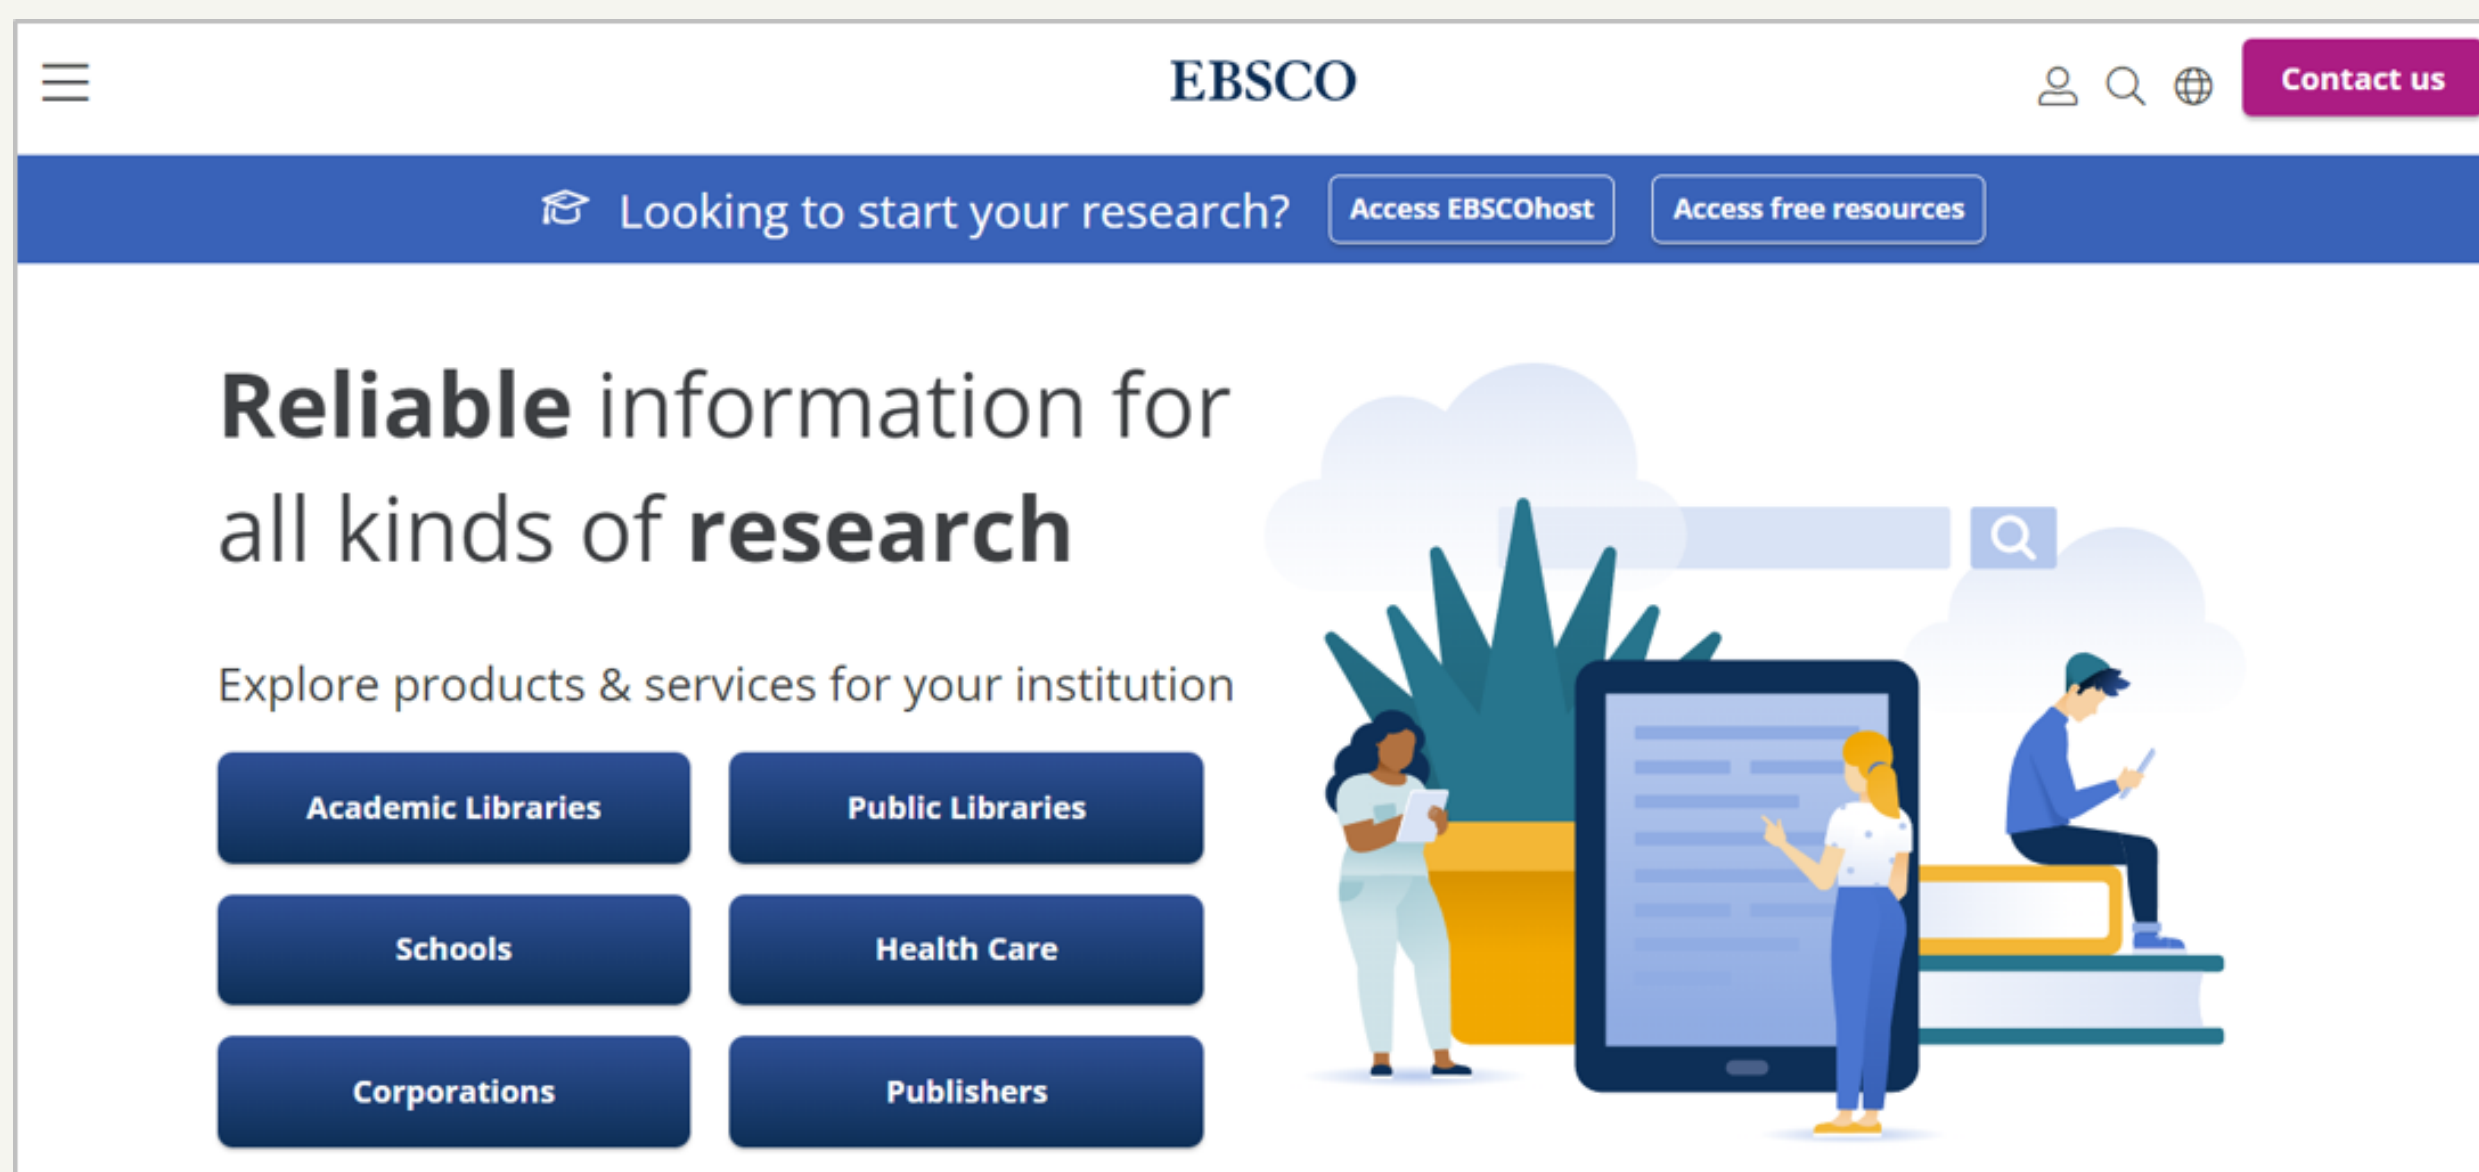 EBSCO
Contact us
Looking to start your research?
Access EBSCOhost
Access free resources
Reliable information for
all kinds of research
Explore products & services for your institution
Academic Libraries
Public Libraries
Schools
Health Care
Corporations
Publishers